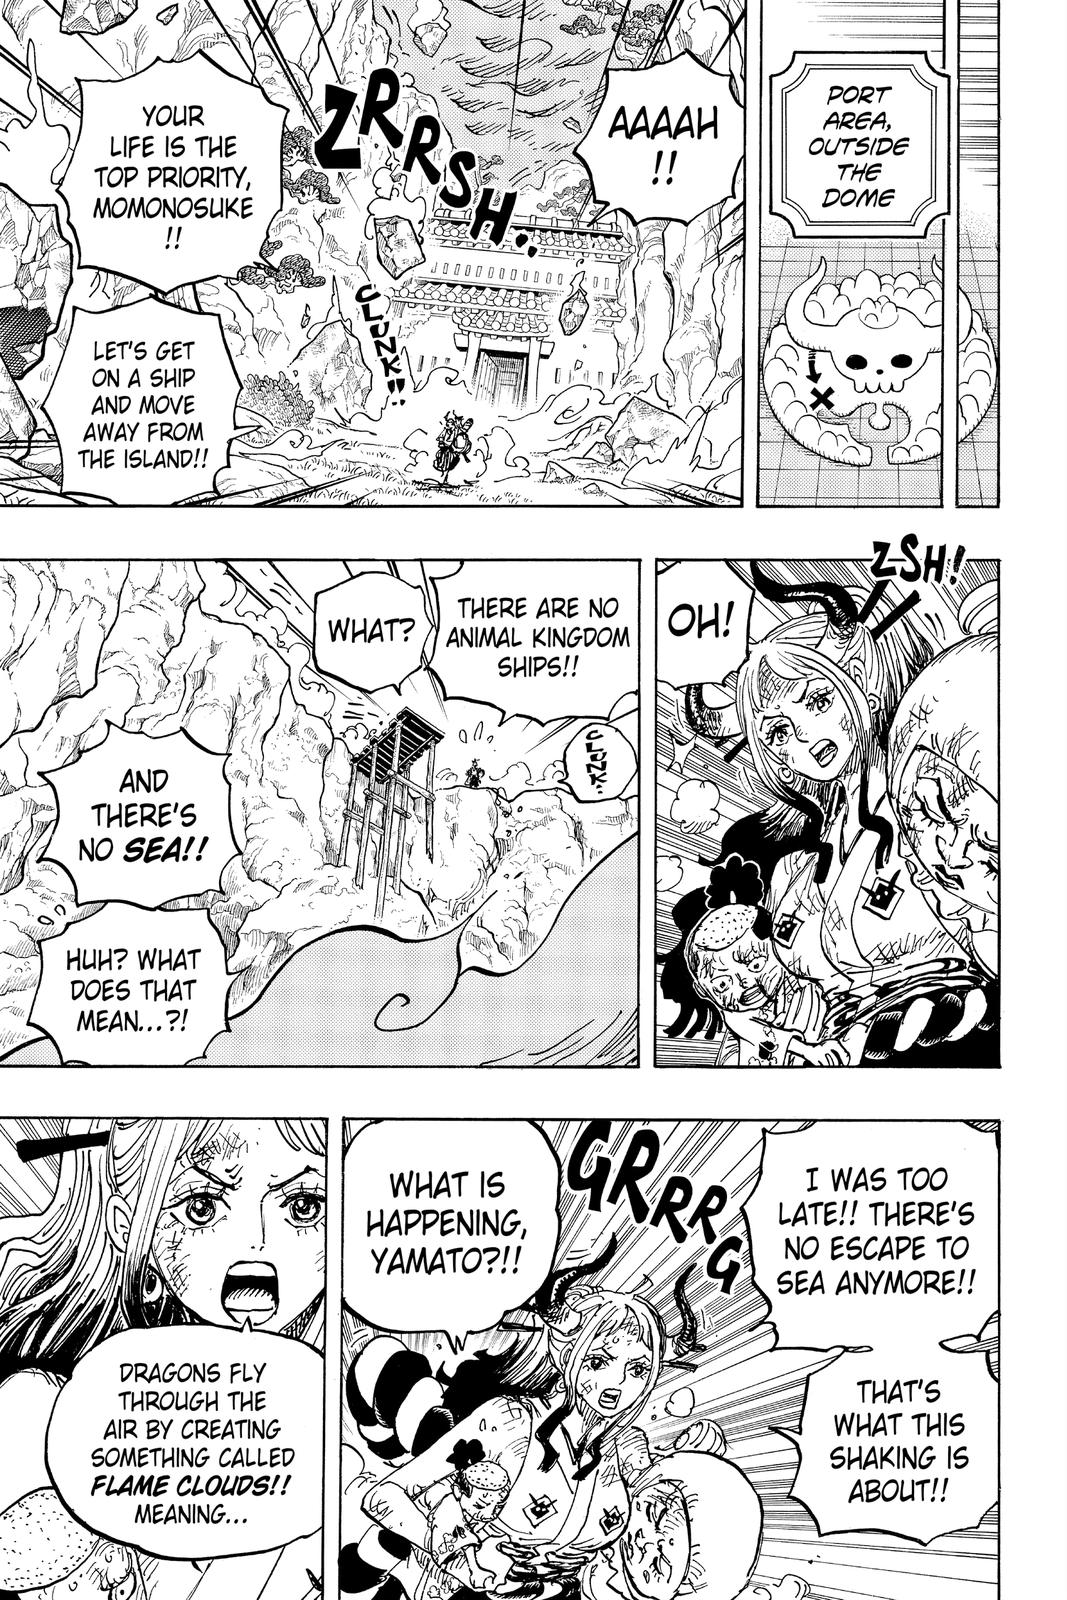 PORT
AREA,
OUTSIDE
THE
DOME
AAAAH
!!
ZRRSH..
CLUNK!!
YOUR
LIFE IS THE
TOP PRIORITY,
MOMONOSUKE
!!
LET'S GET
ON A SHIP
AND MOVE
AWAY FROM
THE ISLAND!!
ZSH!
OH!
THERE ARE NO
ANIMAL KINGDOM
SHIPS!!
WHAT?
CLUNK..
AND
THERE'S
NO SEA!!
HUH? WHAT
DOES THAT
MEAN...?!
I WAS TOO
LATE!! THERE'S
NO ESCAPE TO
SEA ANYMORE!!
THAT'S
WHAT THIS
SHAKING IS
ABOUT!!
GRRRG
WHAT IS
HAPPENING,
YAMATO?!!
DRAGONS FLY
THROUGH THE
AIR BY CREATING
SOMETHING CALLED
FLAME CLOUDS!!
MEANING...